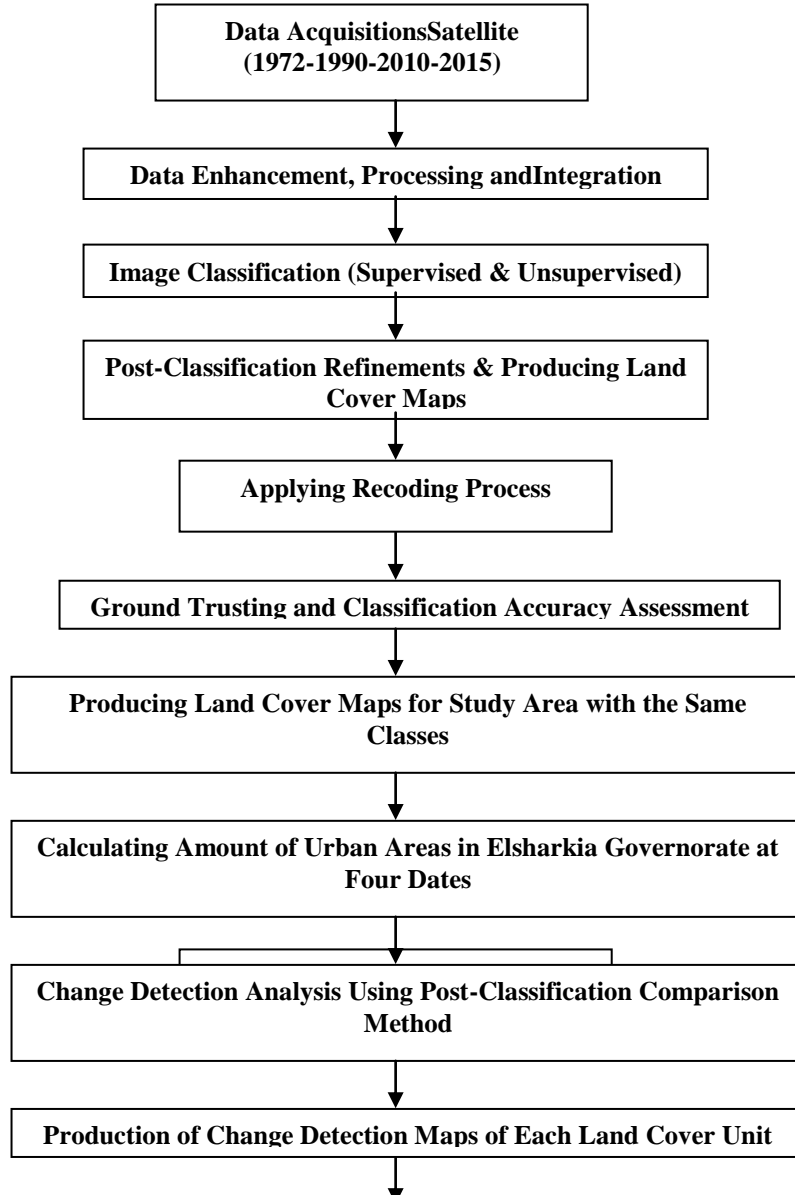 Data AcquisitionsSatellite
(1972-1990-2010-2015)
Data Enhancement, Processing andIntegration
Image Classification (Supervised & Unsupervised)
Post-Classification Refinements & Producing Land
Cover Maps
Applying Recoding Process
Ground Trusting and Classification Accuracy Assessment
Producing Land Cover Maps for Study Area with the Same
Classes
Calculating Amount of Urban Areas in Elsharkia Governorate at
Four Dates
Change Detection Analysis Using Post-Classification Comparison
Method
Production of Change Detection Maps of Each Land Cover Unit